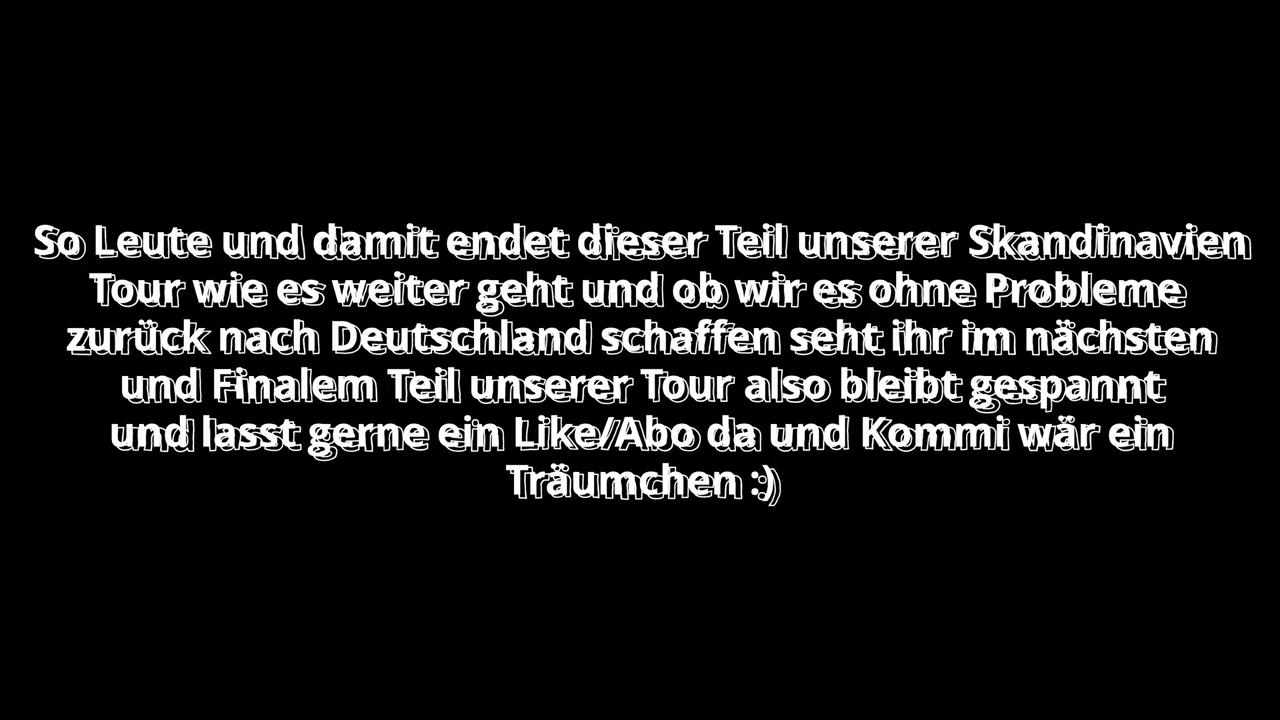 So Leute und damit endet dieser Teil unserer Skandinavien
Tour wie es weiter geht und ob wir es ohne Probleme
zurück nach Deutschland schaffen seht ihr im nächsten
und Finalem Teil unserer Tour also bleibt gespannt
und lasst gerne ein Like/Abo da und Kommi wär ein
Träumchen :)